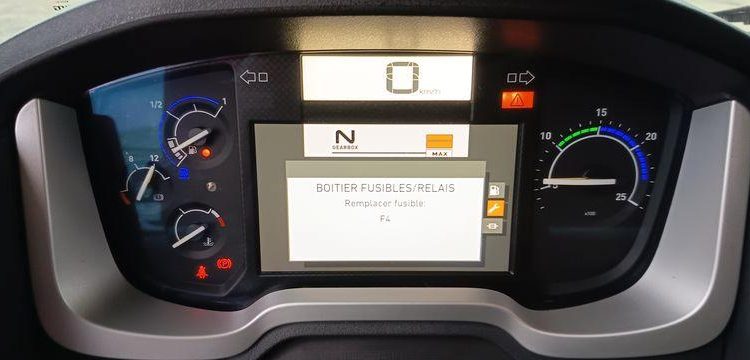 0
km/h
1/2
1
8
12
N
GEARBOX
MAX
BOITIER FUSIBLES/RELAIS
Remplacer fusible:
F4
5
10
15
20
25
x100